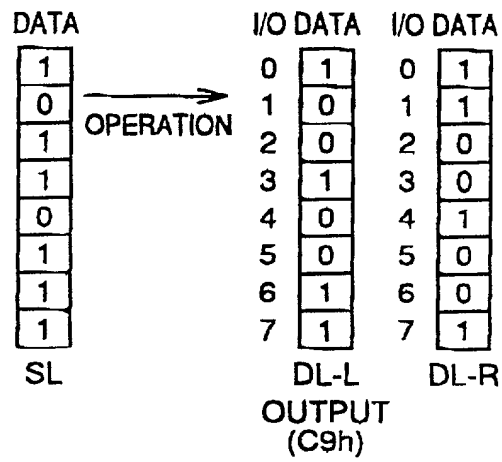 DATA I/O DATA I/O DATA
1 0 1 0 1
0 1 0 1 1
OPERATION
1 2 0 2 0
1 3 1 3 0
0 4 0 4 1
1 5 0 5 0
1 6 1 6 0
1 7 1 7 1
SL DL-L DL-R
OUTPUT
(C9h)